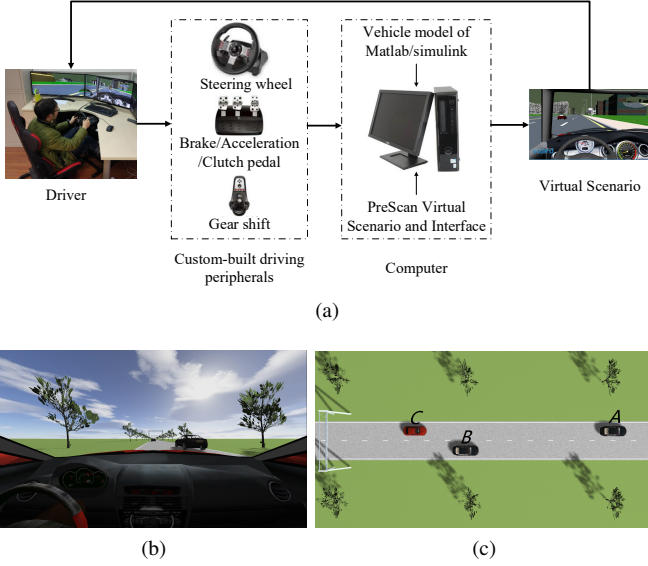 Steering wheel
Brake/Acceleration
/Clutch pedal
Gear shift
Vehicle model of
Matlab/simulink
PreScan Virtual
Scenario and Interface
Driver
Virtual Scenario
Custom-built driving
peripherals
Computer
(a)
C
B
A
(b)
(c)